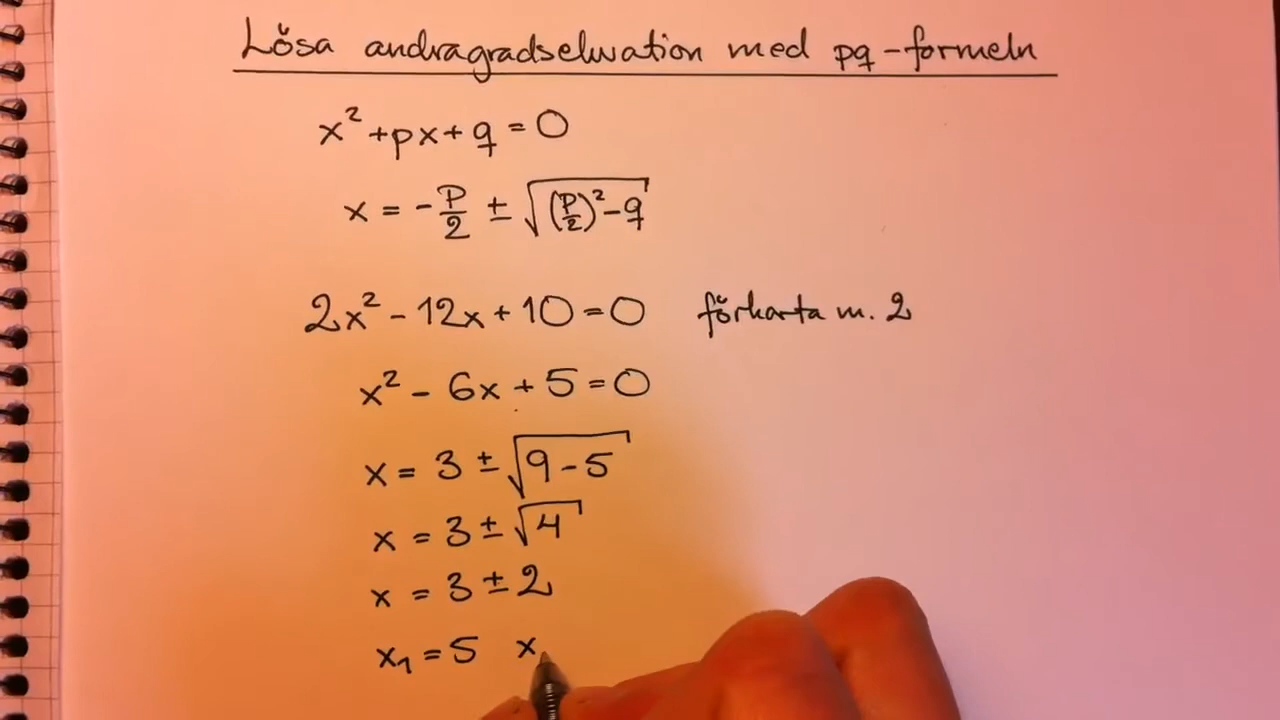 Lösa andragradsekvation med pq-formeln
x² + px + q = 0
x = -p/2 ± √((p/2)² - q)
2x² - 12x + 10 = 0 förkorta m. 2
x² - 6x + 5 = 0
x = 3 ± √(9 - 5)
x = 3 ± √4
x = 3 ± 2
x₁ = 5 x